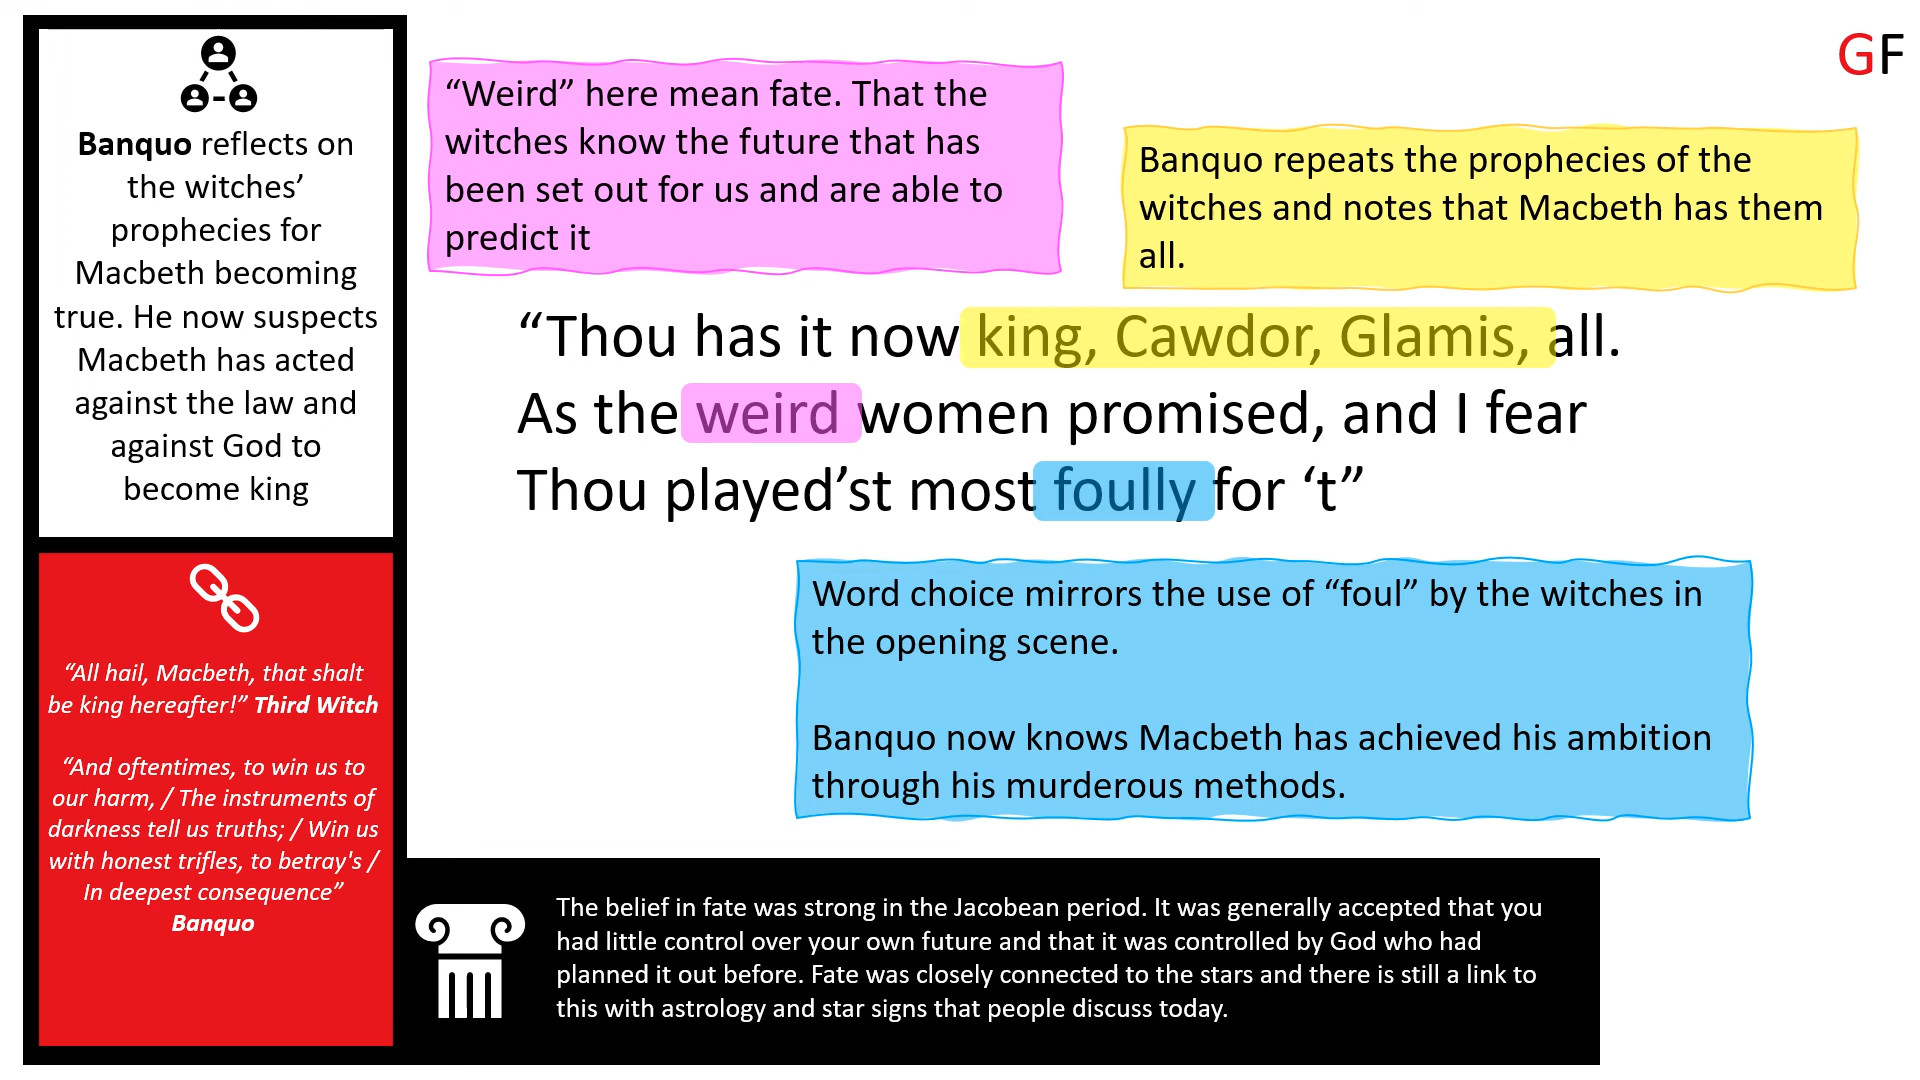 Banquo reflects on
the witches’
prophecies for
Macbeth becoming
true. He now suspects
Macbeth has acted
against the law and
against God to
become king
“All hail, Macbeth, that shalt
be king hereafter!” Third Witch
“And oftentimes, to win us to
our harm, / The instruments of
darkness tell us truths; / Win us
with honest trifles, to betray's /
In deepest consequence”
Banquo
“Weird” here mean fate. That the
witches know the future that has
been set out for us and are able to
predict it
GF
Banquo repeats the prophecies of the
witches and notes that Macbeth has them
all.
“Thou has it now king, Cawdor, Glamis, all.
As the weird women promised, and I fear
Thou played’st most foully for ‘t”
Word choice mirrors the use of “foul” by the witches in
the opening scene.
Banquo now knows Macbeth has achieved his ambition
through his murderous methods.
The belief in fate was strong in the Jacobean period. It was generally accepted that you
had little control over your own future and that it was controlled by God who had
planned it out before. Fate was closely connected to the stars and there is still a link to
this with astrology and star signs that people discuss today.